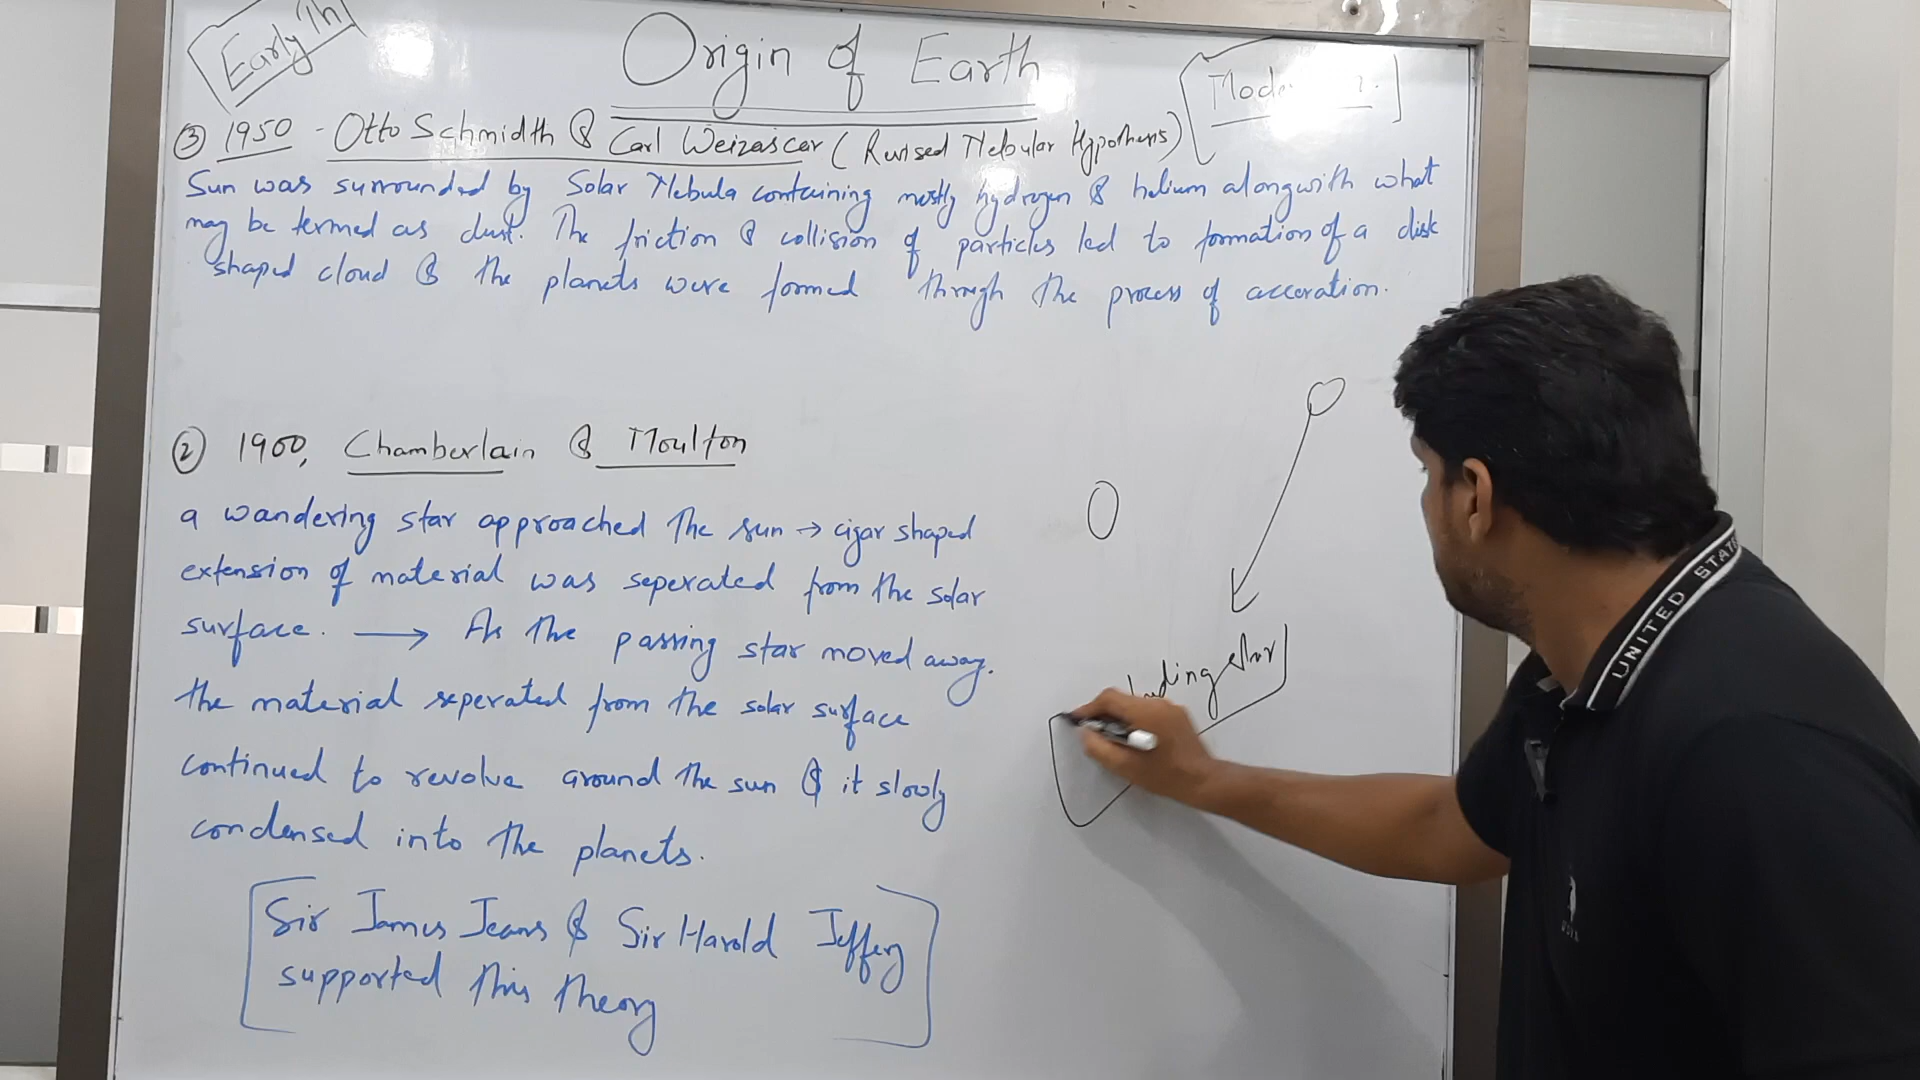 Early Th
Origin of Earth
③ 1950 - Otto Schmidth & Carl Weizascar (Revised Nebular Hypothesis)
Sun was surrounded by Solar Nebula containing mostly hydrogen & helium alongwith what
may be termed as dust. The friction & collision of particles led to formation of a disk
shaped cloud & the planets were formed through the process of acceration.
② 1900, Chamberlain & Moulton
a wandering star approached the sun → cigar shaped
extension of material was seperated from the solar
surface. → As the passing star moved away.
the material seperated from the solar surface
continued to revolve around the sun & it slowly
condensed into the planets.
Sir James Jeans & Sir Harold Jeffery
supported this theory
star
UNITED STATE